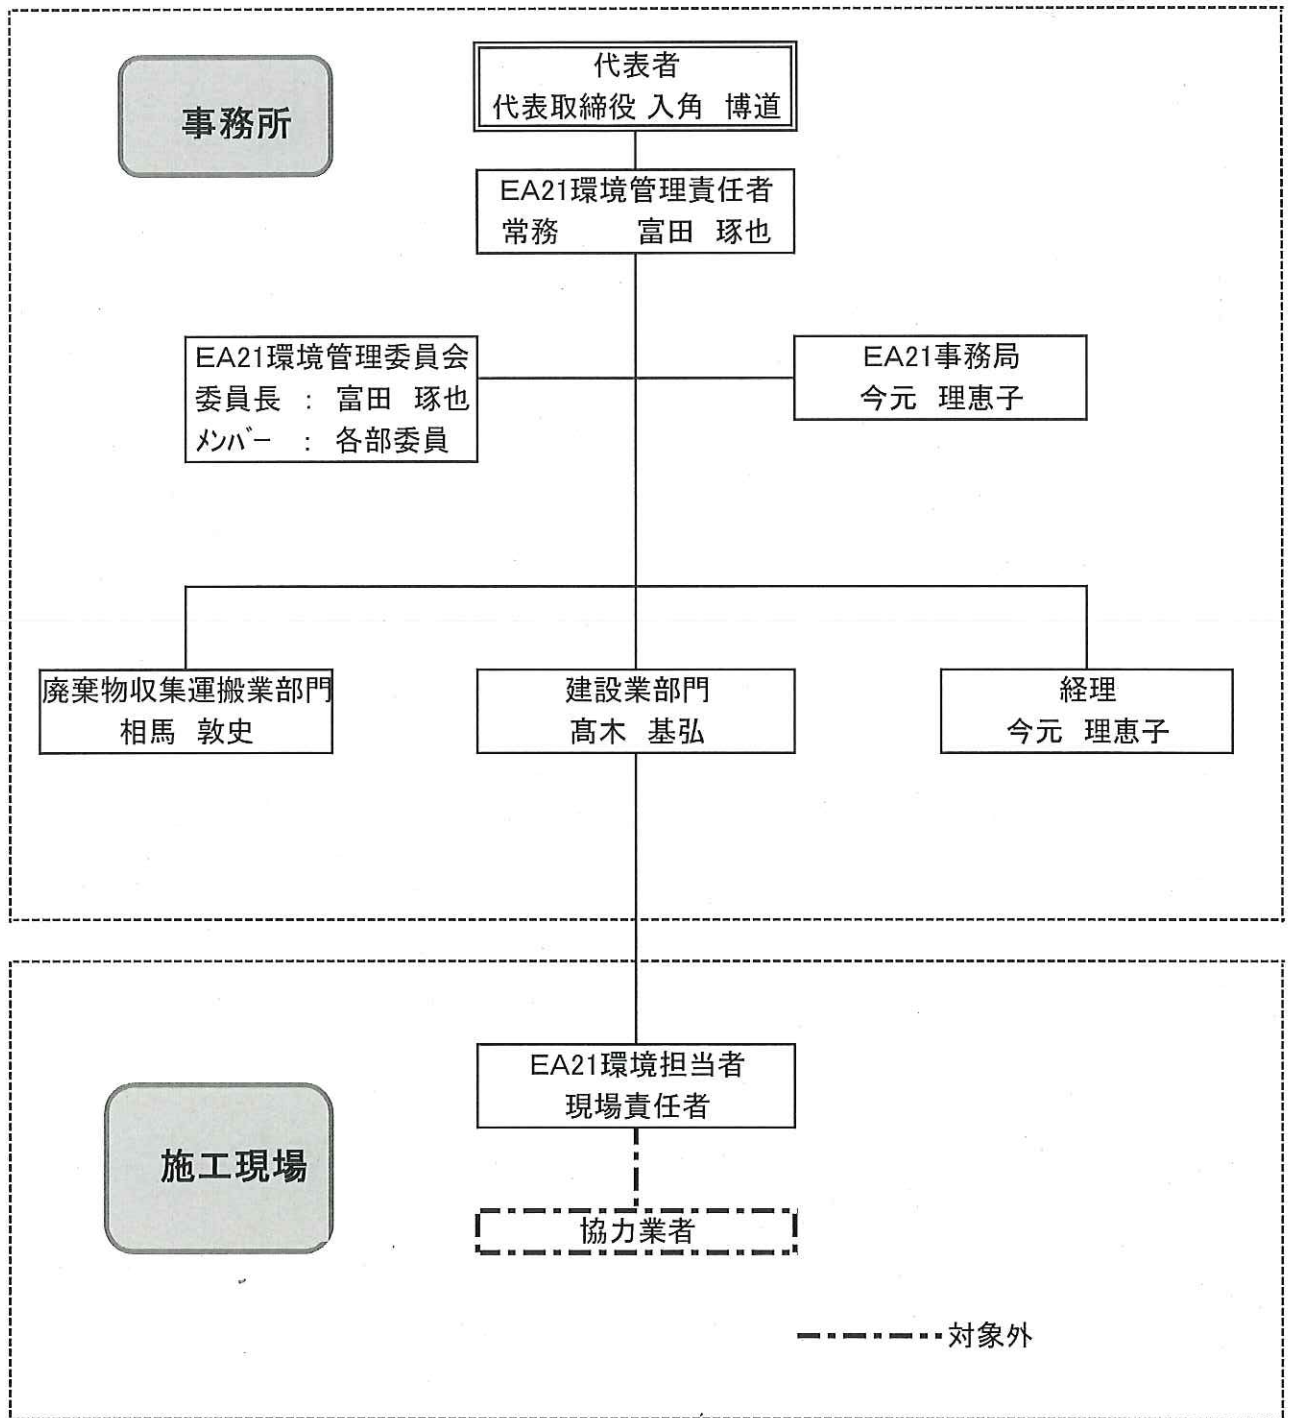 事務所
代表者
代表取締役 入角 博道
EA21環境管理責任者
常務 富田 琢也
EA21環境管理委員会
委員長 : 富田 琢也
メンバー : 各部委員
EA21事務局
今元 理恵子
廃棄物収集運搬業部門
相馬 敦史
建設業部門
髙木 基弘
経理
今元 理恵子
EA21環境担当者
現場責任者
施工現場
協力業者
対象外